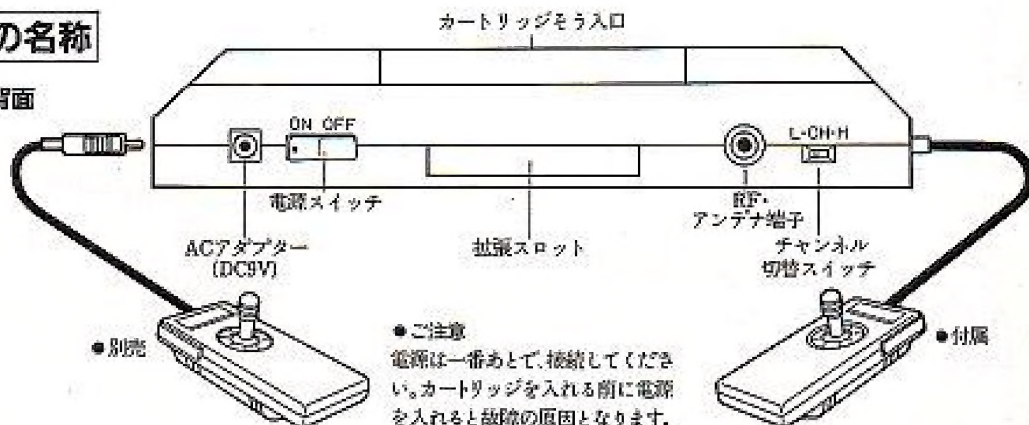 の名称
背面
カートリッジそう入口
ON OFF
L-CH-H
電源スイッチ
ACアダプター
(DC9V)
拡張スロット
RF・
アンテナ端子
チャンネル
切替スイッチ
●別売
●ご注意
電源は一番あとで、接続してくださ
い。カートリッジを入れる前に電源
を入れると故障の原因となります。
●付属